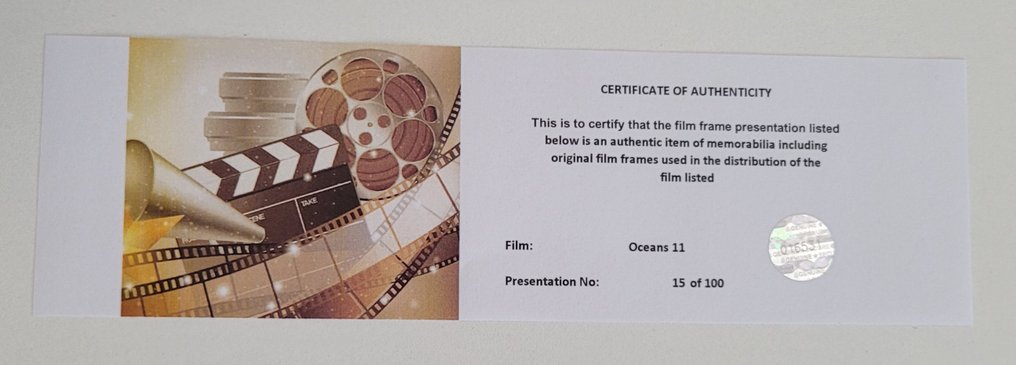 CERTIFICATE OF AUTHENTICITY
This is to certify that the film frame presentation listed
below is an authentic item of memorabilia including
original film frames used in the distribution of the
film listed
TAKE
Film: Oceans 11
Presentation No: 15 of 100